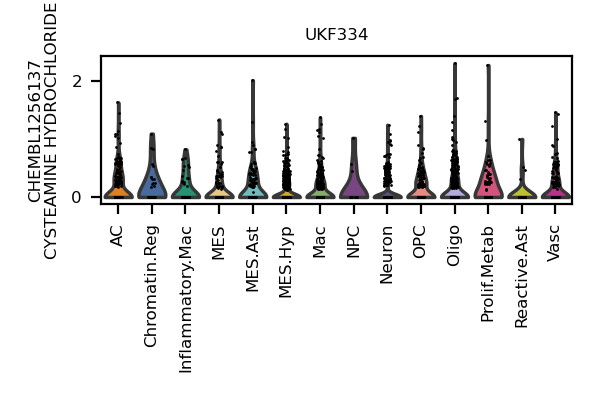 UKF334
CHEMBL1256137
CYSTEAMINE HYDROCHLORIDE
2
0
AC
Chromatin.Reg
Inflammatory.Mac
MES
MES.Ast
MES.Hyp
Mac
NPC
Neuron
OPC
Oligo
Prolif.Metab
Reactive.Ast
Vasc